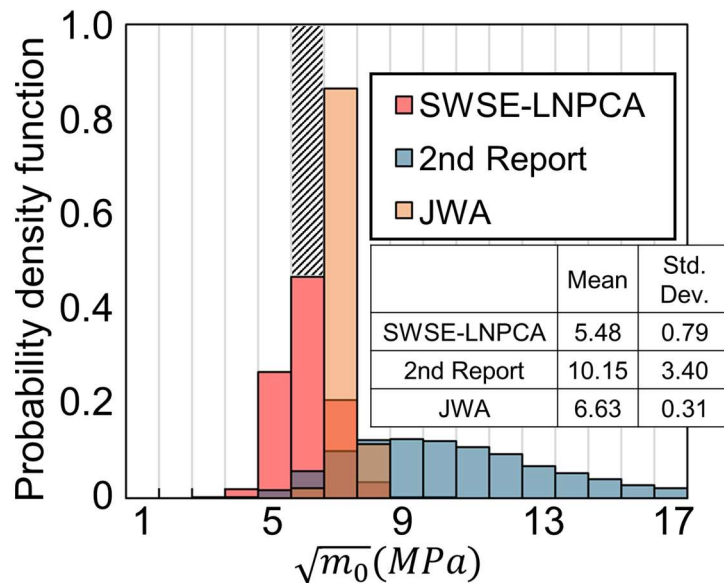 Probability density function
1.0
0.8
0.6
0.4
0.2
0
SWSE-LNPCA
2nd Report
JWA
Mean Std. Dev.
SWSE-LNPCA 5.48 0.79
2nd Report 10.15 3.40
JWA 6.63 0.31
1 5 9 13 17
√m₀(MPa)